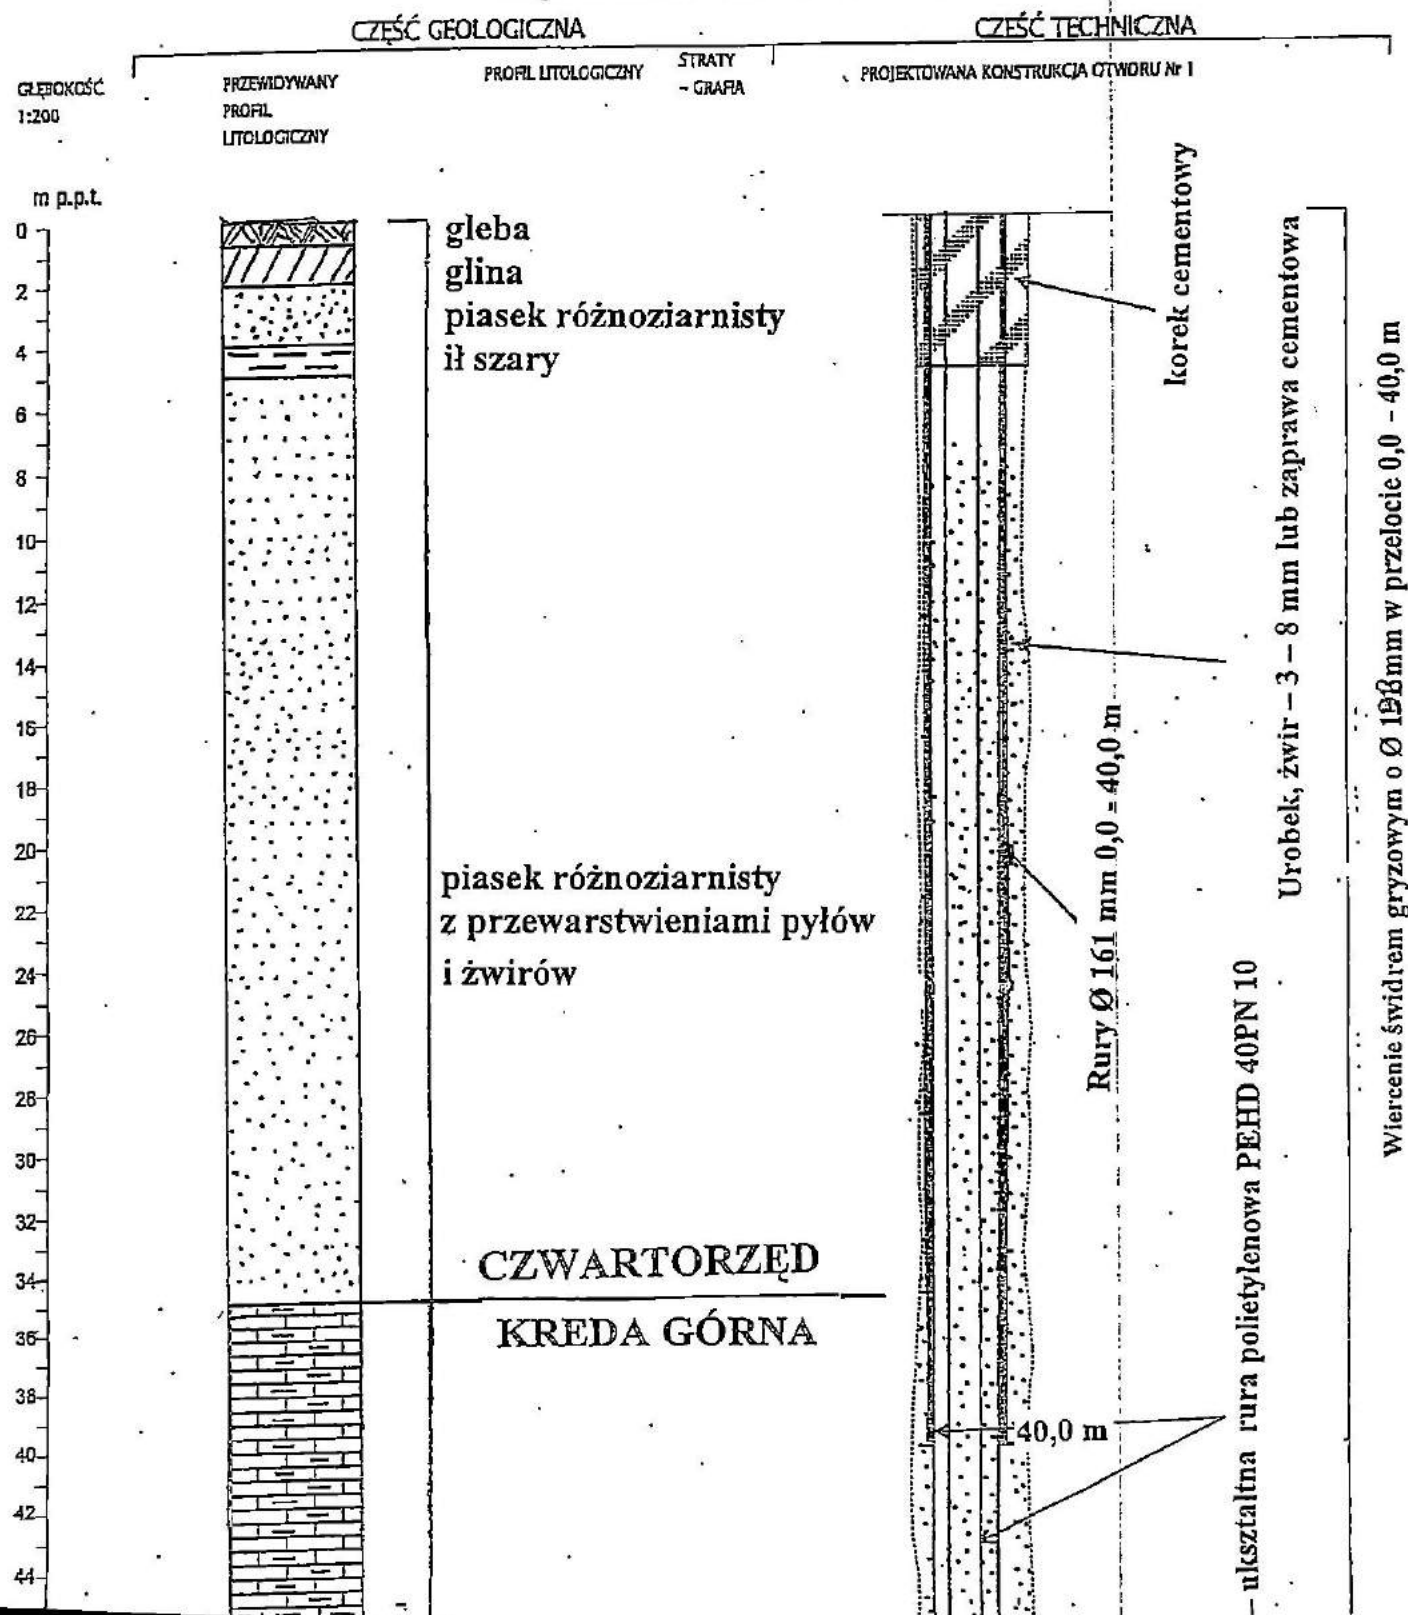 CZĘŚĆ GEOLOGICZNA
CZEŚĆ TECHNICZNA
GŁĘBOKOŚĆ
1:200
PRZEWIDYWANY
PROFIL
LITOLOGICZNY
PROFIL LITOLOGICZNY
STRATY
- GRAFIA
PROJEKTOWANA KONSTRUKCJA OTWORU Nr 1
m p.p.t.
0
2
4
6
8
10
12
14
16
18
20
22
24
26
28
30
32
34
36
38
40
42
44
gleba
glina
piasek różnoziarnisty
ił szary
piasek różnoziarnisty
z przewarstwieniami pyłów
i żwirów
CZWARTORZĘD
KREDA GÓRNA
korek cementowy
Urobek, żwir – 3 – 8 mm lub zaprawa cementowa
Rury Ø 161 mm 0,0 - 40,0 m
40,0 m
– ukształtna rura polietylenowa PEHD 40PN 10
Wiercenie świdrem gryzowym o Ø mm w przelocie 0,0 - 40,0 m